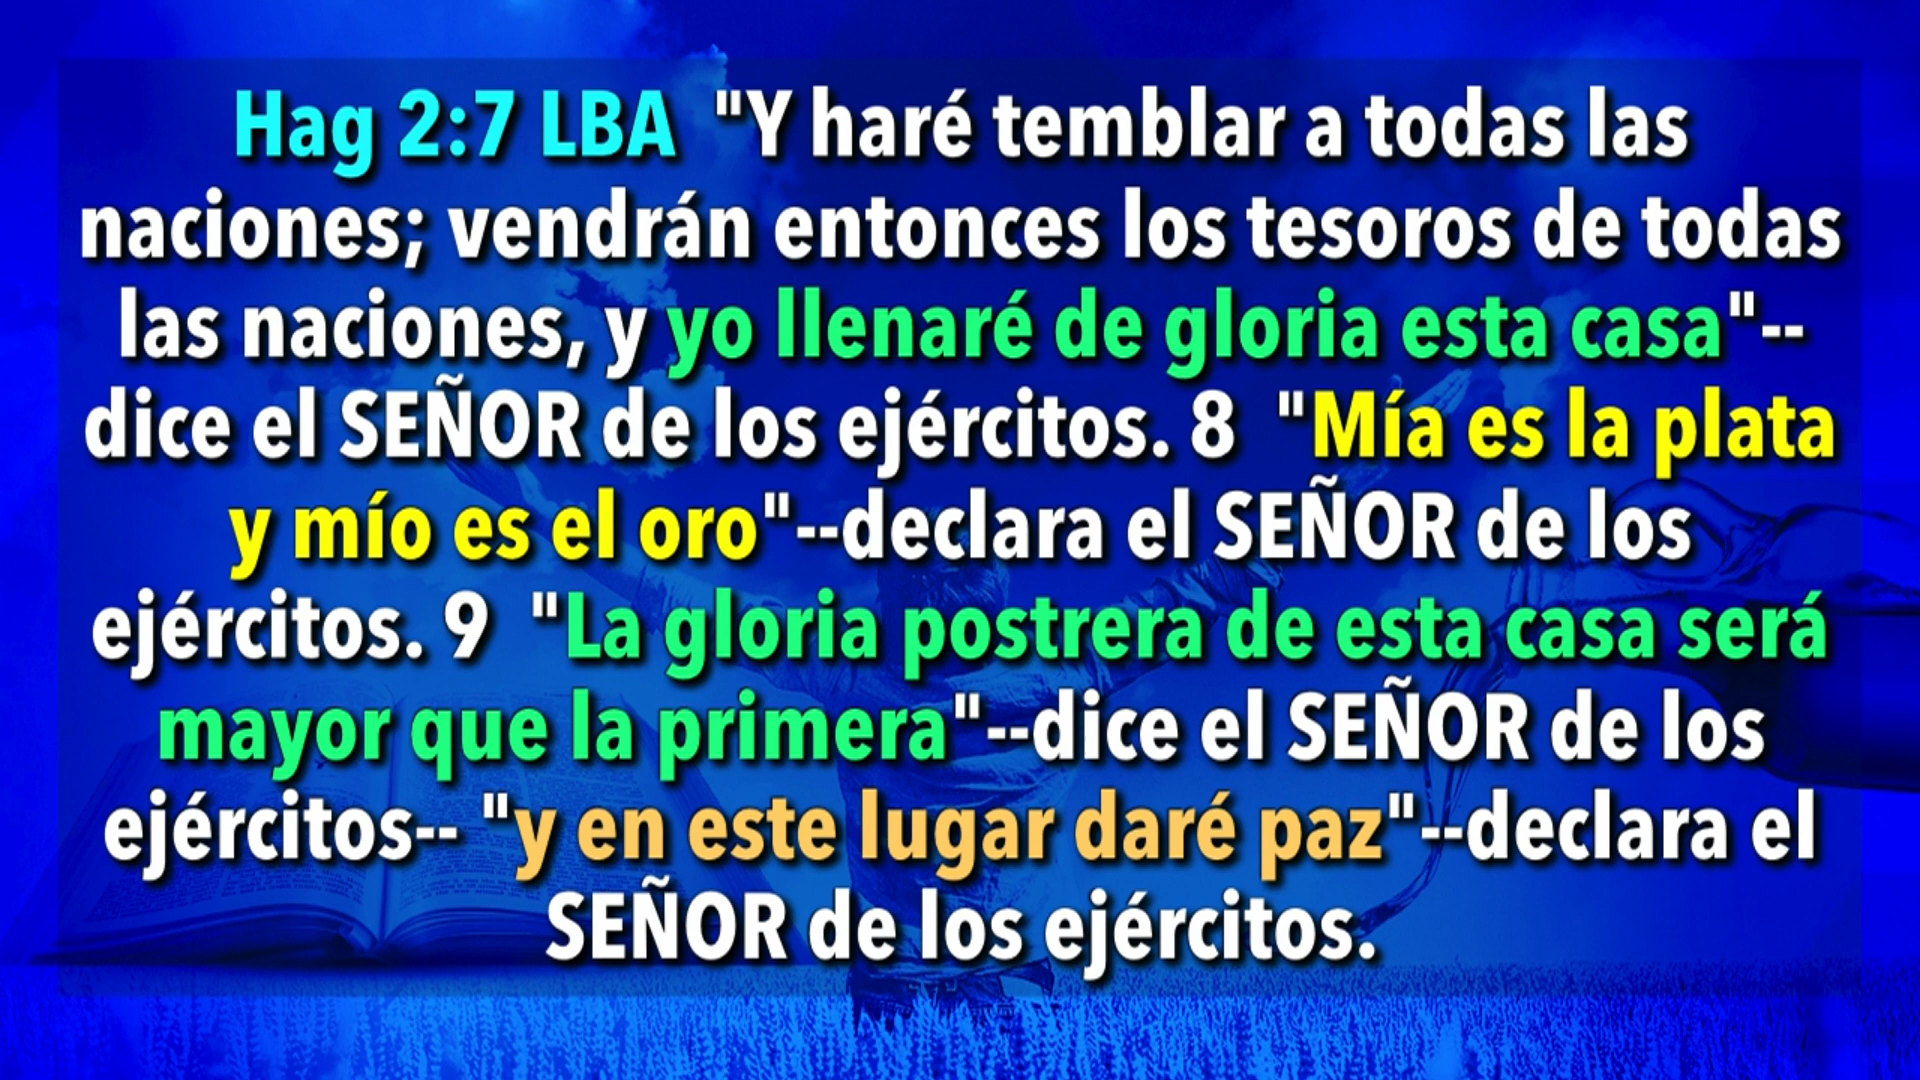 Hag 2:7 LBA "Y haré temblar a todas las
naciones; vendrán entonces los tesoros de todas
las naciones, y yo llenaré de gloria esta casa"--
dice el SEÑOR de los ejércitos. 8 "Mía es la plata
y mío es el oro"--declara el SEÑOR de los
ejércitos. 9 "La gloria postrera de esta casa será
mayor que la primera"--dice el SEÑOR de los
ejércitos-- "y en este lugar daré paz"--declara el
SEÑOR de los ejércitos.